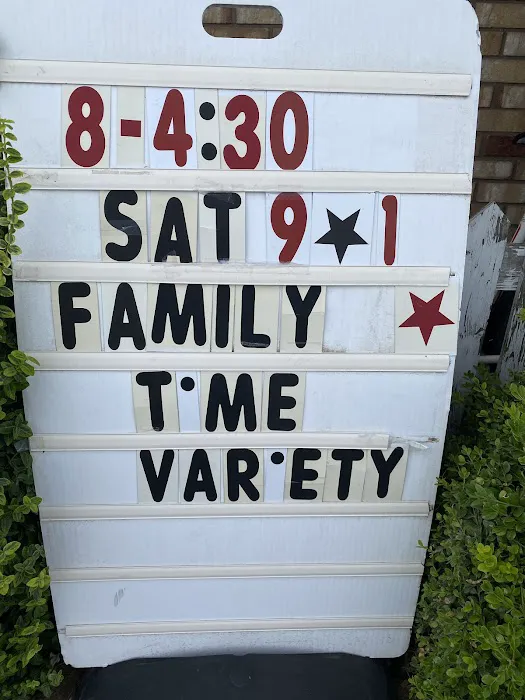 8-4:30
SAT 9★1
FAMILY ★
T·ME
VAR·ETY